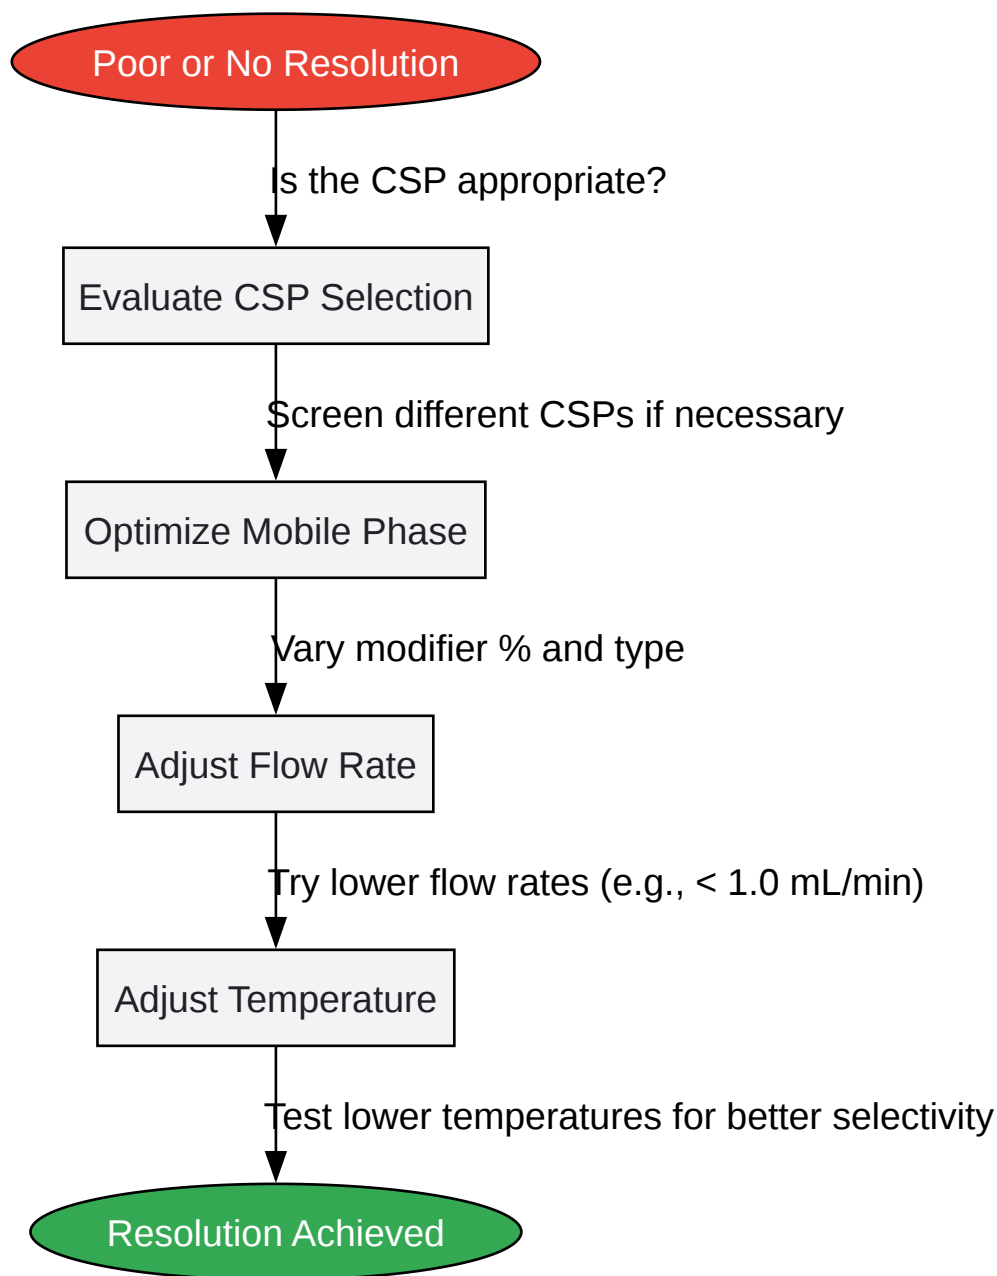 Poor or No Resolution
Is the CSP appropriate?
Evaluate CSP Selection
Screen different CSPs if necessary
Optimize Mobile Phase
Vary modifier % and type
Adjust Flow Rate
Try lower flow rates (e.g., < 1.0 mL/min)
Adjust Temperature
Test lower temperatures for better selectivity
Resolution Achieved